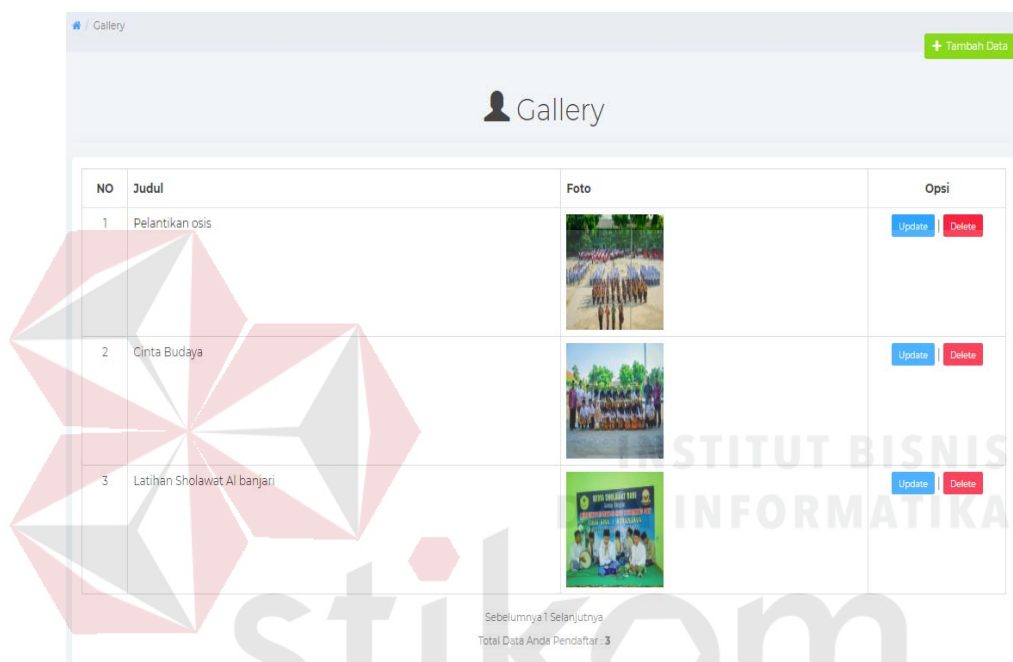 / Gallery
+ Tambah Data
Gallery
NO Judul Foto Opsi
1 Pelantikan osis Update | Delete
2 Cinta Budaya Update | Delete
3 Latihan Sholawat Al banjari Update | Delete
INSTITUT BISNIS
INFORMATIKA
stikom
Sebelumnya 1 Selanjutnya
Total Data Anda Pendaftar : 3